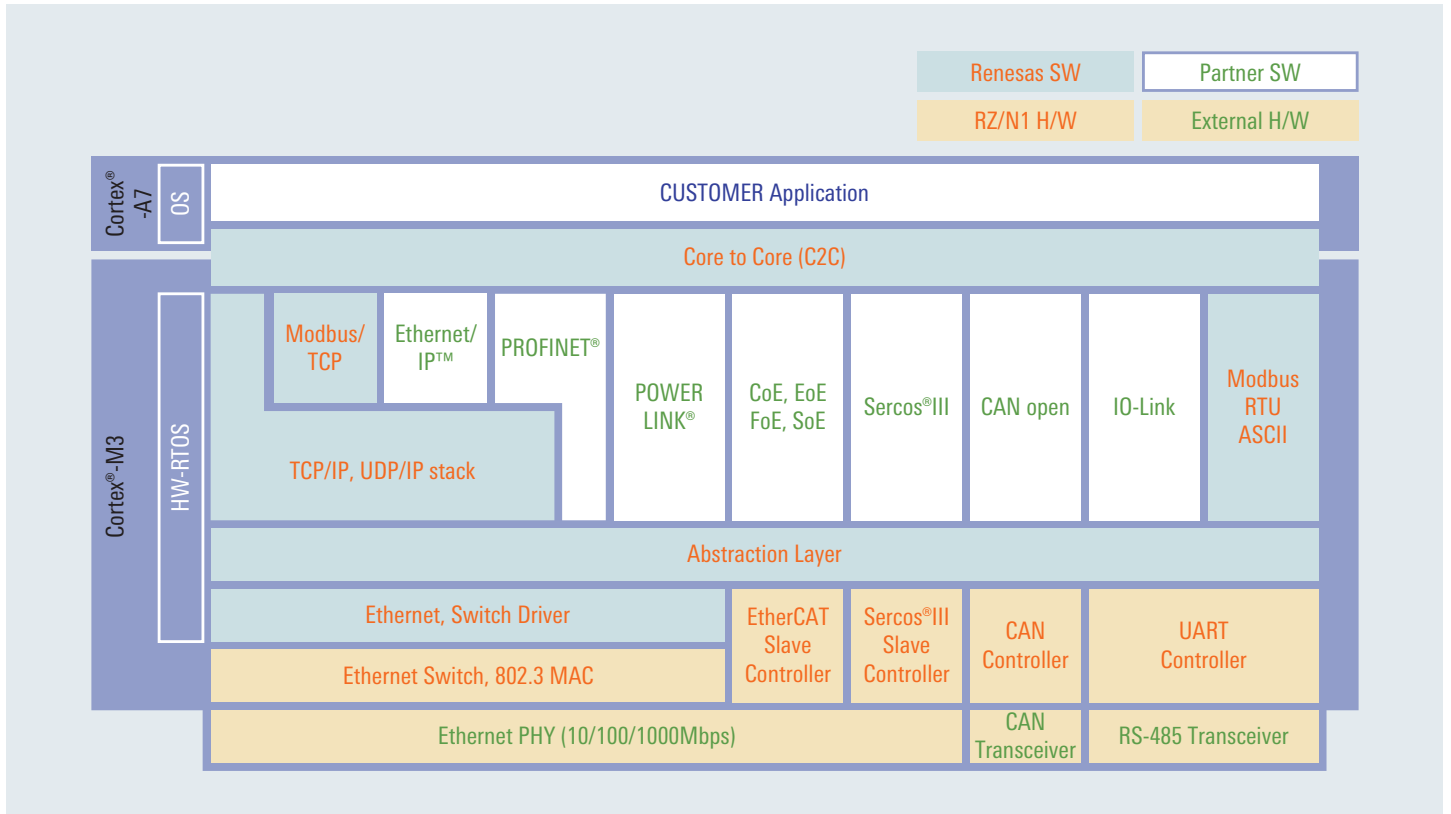 Renesas SW
Partner SW
RZ/N1 H/W
External H/W
Cortex®
-A7
OS
CUSTOMER Application
Core to Core (C2C)
Cortex®-M3
HW-RTOS
Modbus/
TCP
Ethernet/
IP™
PROFINET®
POWER
LINK®
CoE, EoE
FoE, SoE
Sercos®III
CAN open
IO-Link
Modbus
RTU
ASCII
TCP/IP, UDP/IP stack
Abstraction Layer
Ethernet, Switch Driver
EtherCAT
Slave
Controller
Sercos®III
Slave
Controller
CAN
Controller
UART
Controller
Ethernet Switch, 802.3 MAC
Ethernet PHY (10/100/1000Mbps)
CAN
Transceiver
RS-485 Transceiver